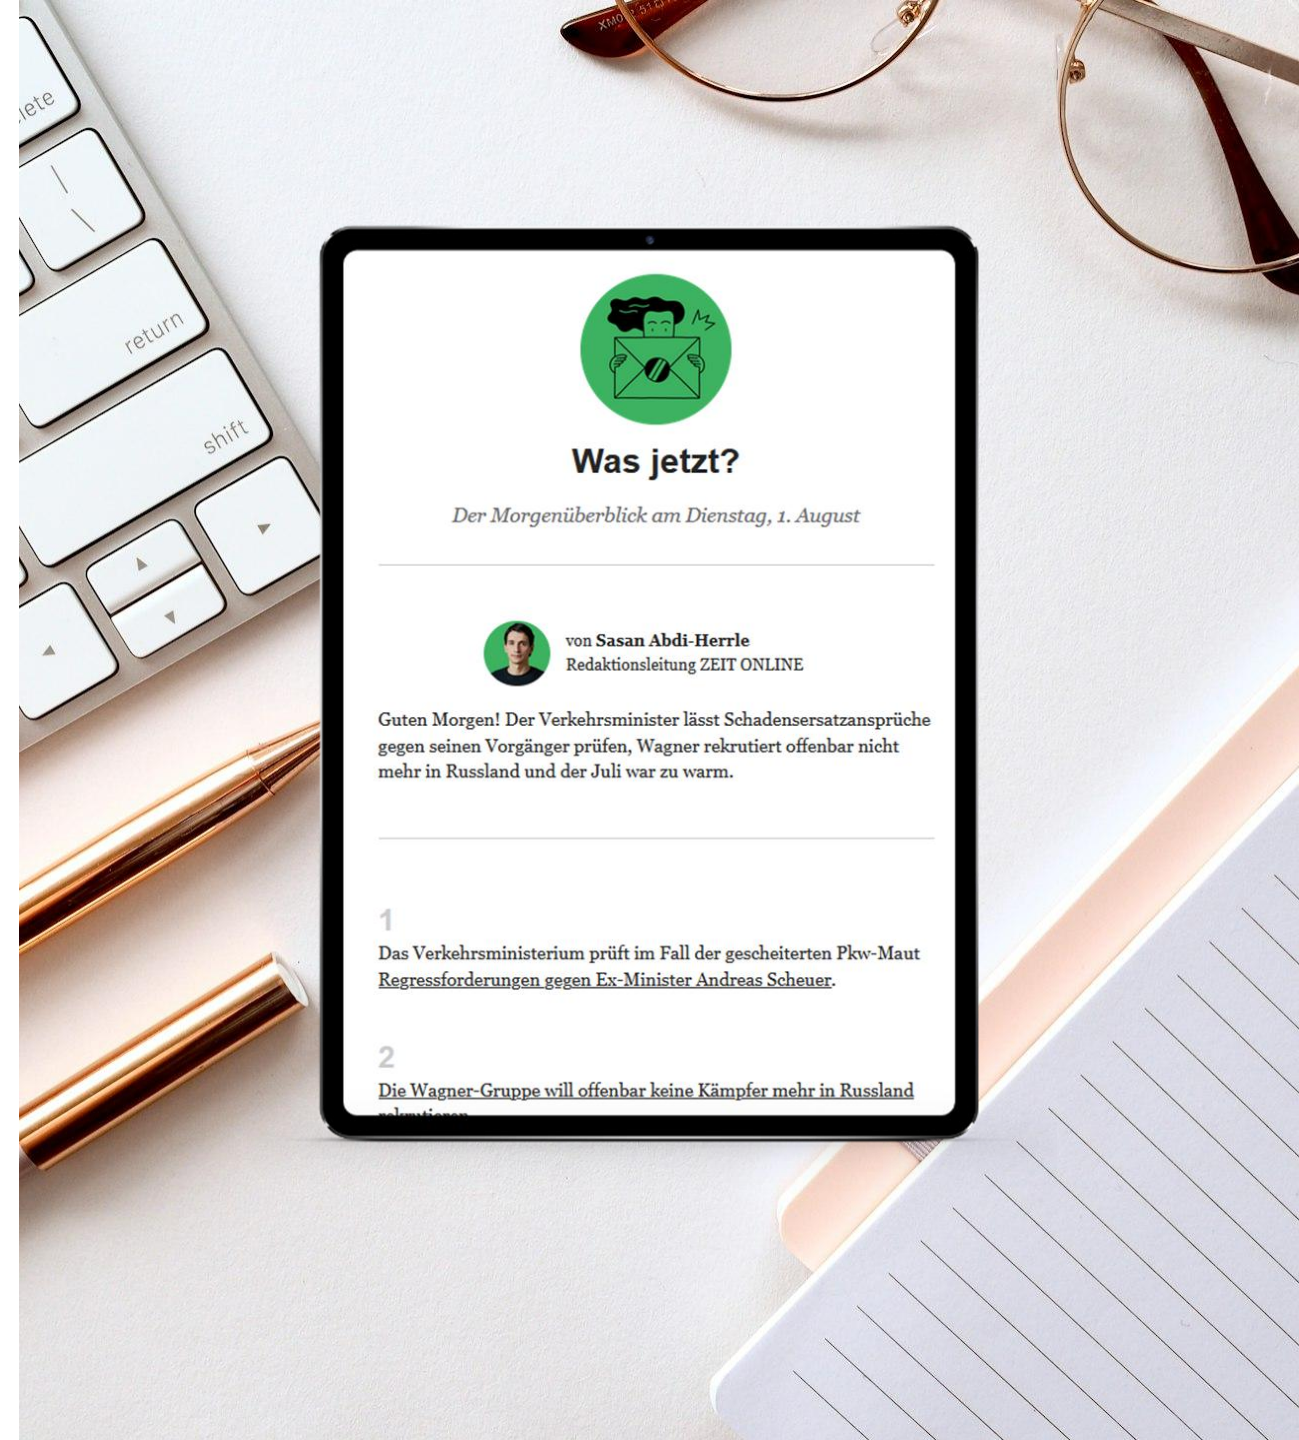 return
shift
Was jetzt?
Der Morgenüberblick am Dienstag, 1. August
von Sasan Abdi-Herrle
Redaktionsleitung ZEIT ONLINE
Guten Morgen! Der Verkehrsminister lässt Schadensersatzansprüche
gegen seinen Vorgänger prüfen, Wagner rekrutiert offenbar nicht
mehr in Russland und der Juli war zu warm.
1
Das Verkehrsministerium prüft im Fall der gescheiterten Pkw-Maut
Regressforderungen gegen Ex-Minister Andreas Scheuer.
2
Die Wagner-Gruppe will offenbar keine Kämpfer mehr in Russland